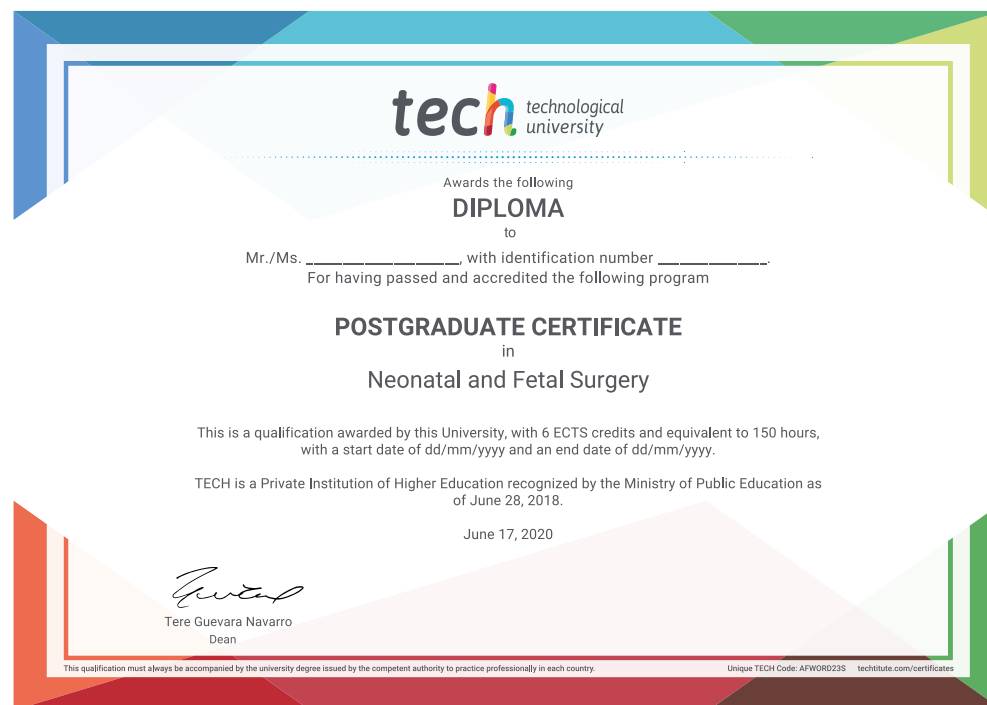 tech technological
university
Awards the following
DIPLOMA
to
Mr./Ms. ____________________, with identification number ______________.
For having passed and accredited the following program
POSTGRADUATE CERTIFICATE
in
Neonatal and Fetal Surgery
This is a qualification awarded by this University, with 6 ECTS credits and equivalent to 150 hours,
with a start date of dd/mm/yyyy and an end date of dd/mm/yyyy.
TECH is a Private Institution of Higher Education recognized by the Ministry of Public Education as
of June 28, 2018.
June 17, 2020
Tere Guevara Navarro
Dean
This qualification must always be accompanied by the university degree issued by the competent authority to practice professionally in each country.
Unique TECH Code: AFWORD23S techtitute.com/certificates